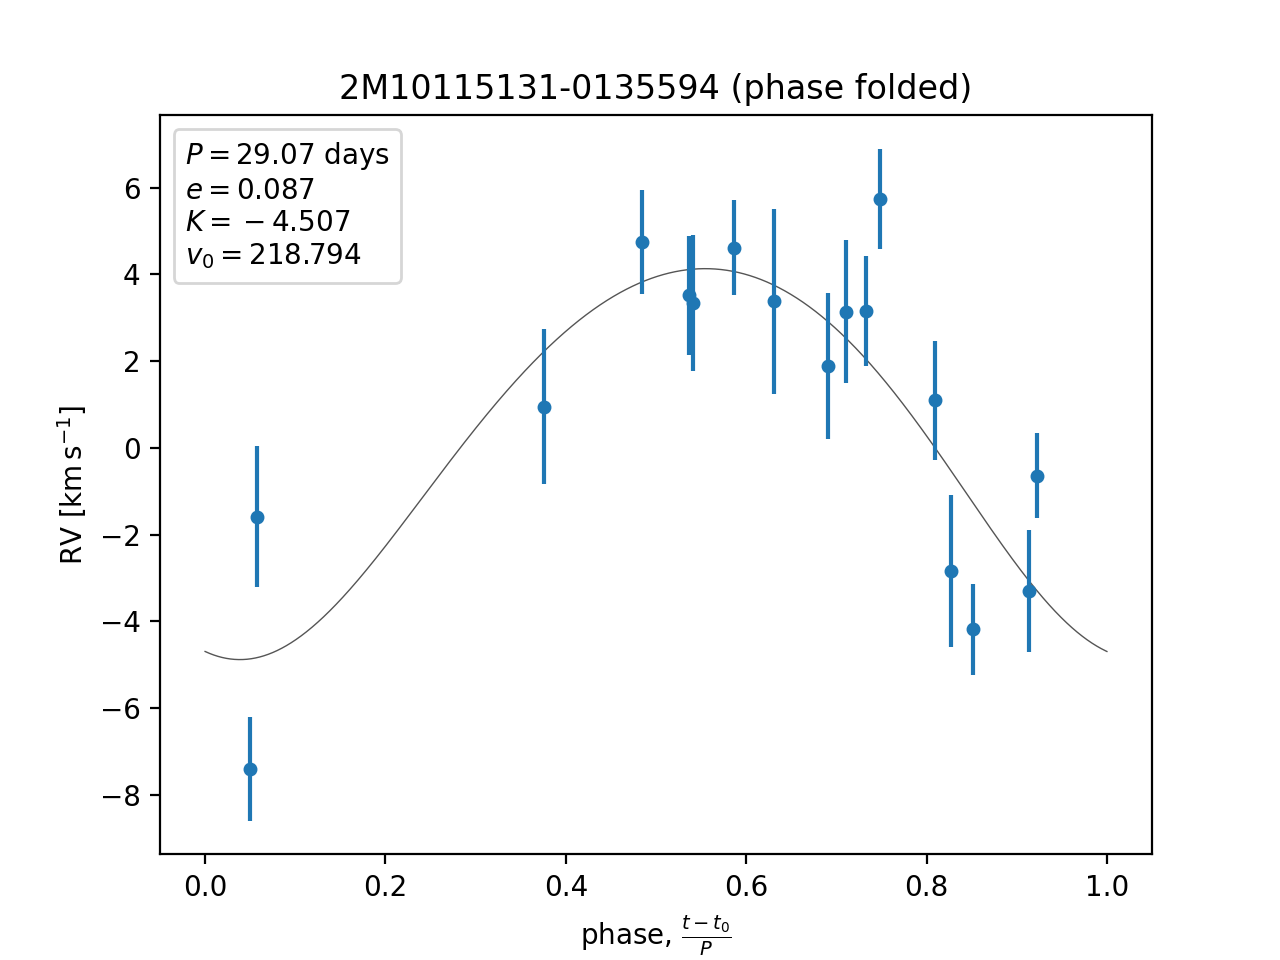 2M10115131-0135594 (phase folded)
P = 29.07 days
e = 0.087
K = −4.507
v₀ = 218.794
6
4
2
0
−2
−4
−6
−8
RV [km s⁻¹]
0.0 0.2 0.4 0.6 0.8 1.0
phase, (t − t₀)/P